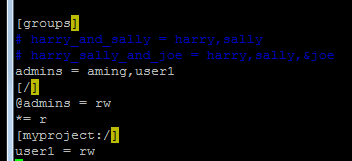 [groups]
# harry_and_sally = harry,sally
# harry_sally_and_joe = harry,sally,&joe
admins = aming,user1
[/]
@admins = rw
*= r
[myproject:/]
user1 = rw